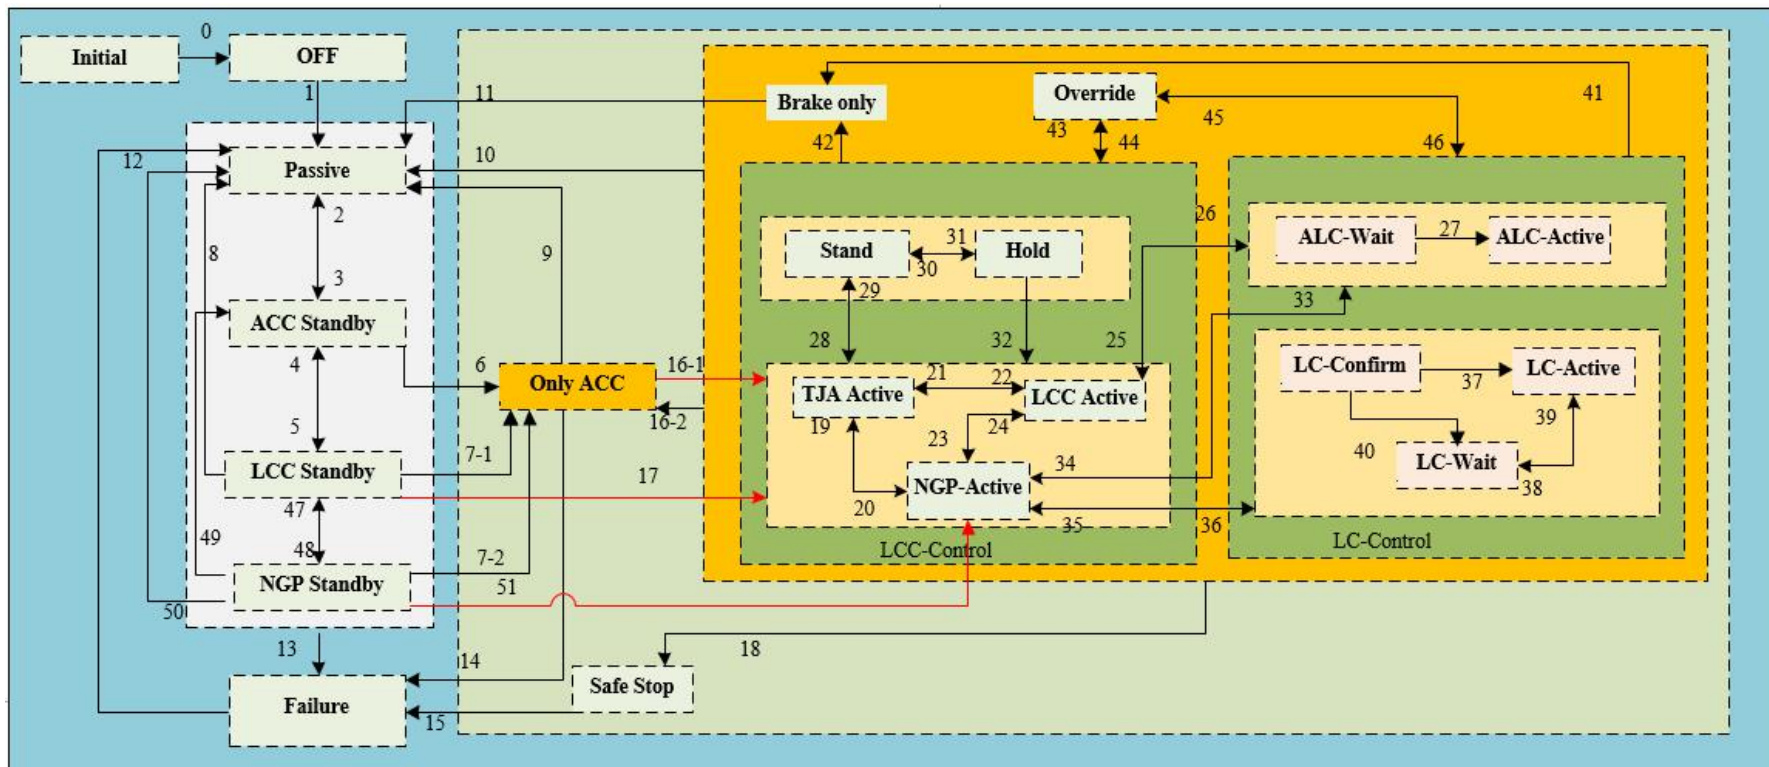 0
Initial
OFF
1
11
Brake only
Override
41
43
45
42
44
46
12
10
Passive
2
26
8
9
31
ALC-Wait
27
ALC-Active
Stand
Hold
30
3
29
33
ACC Standby
4
6
28
32
25
16-1
21
22
LC-Confirm
LC-Active
37
Only ACC
TJA Active
LCC Active
16-2
19
24
39
5
23
40
7-1
34
LCC Standby
LC-Wait
17
NGP-Active
38
47
20
35
36
49
48
7-2
LCC-Control
LC-Control
NGP Standby
51
50
13
14
18
Safe Stop
Failure
15